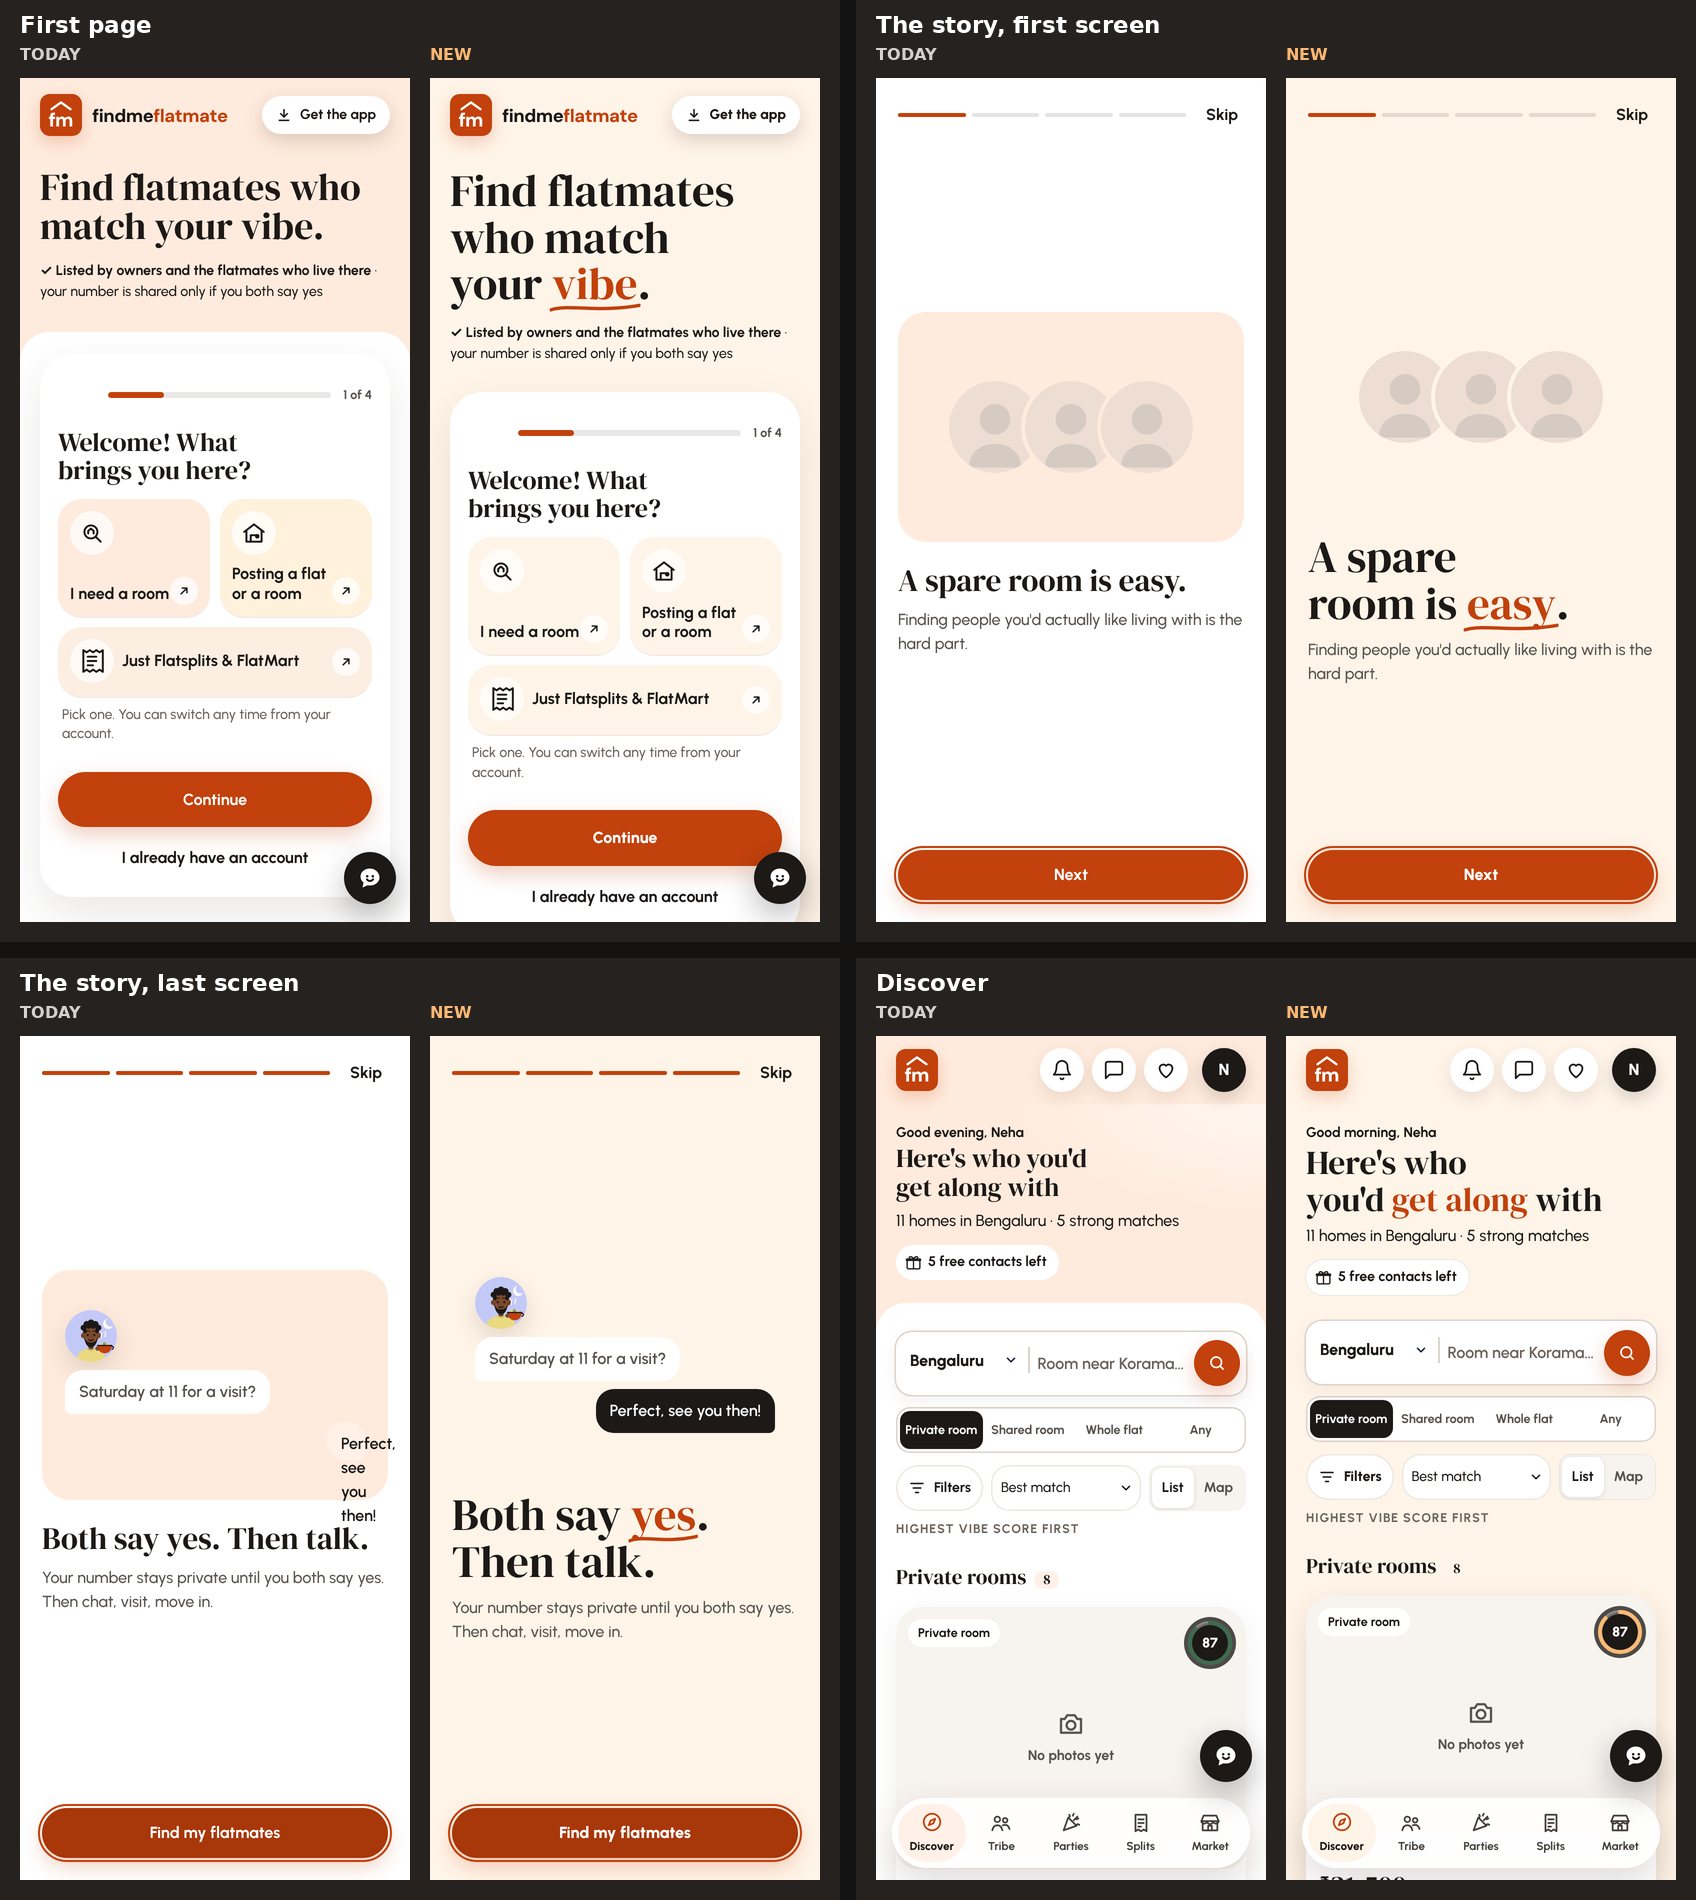 First page
TODAY
fm
findmeflatmate
Get the app
Find flatmates who
match your vibe.
✓ Listed by owners and the flatmates who live there ·
your number is shared only if you both say yes
1 of 4
Welcome! What
brings you here?
I need a room
Posting a flat
or a room
Just Flatsplits & FlatMart
Pick one. You can switch any time from your
account.
Continue
I already have an account
NEW
fm
findmeflatmate
Get the app
Find flatmates
who match
your vibe.
✓ Listed by owners and the flatmates who live there ·
your number is shared only if you both say yes
1 of 4
Welcome! What
brings you here?
I need a room
Posting a flat
or a room
Just Flatsplits & FlatMart
Pick one. You can switch any time from your
account.
Continue
I already have an account
The story, first screen
TODAY
Skip
A spare room is easy.
Finding people you'd actually like living with is the
hard part.
Next
NEW
Skip
A spare
room is easy.
Finding people you'd actually like living with is the
hard part.
Next
The story, last screen
TODAY
Skip
Saturday at 11 for a visit?
Perfect,
see
you
then!
Both say yes. Then talk.
Your number stays private until you both say yes.
Then chat, visit, move in.
Find my flatmates
NEW
Skip
Saturday at 11 for a visit?
Perfect, see you then!
Both say yes.
Then talk.
Your number stays private until you both say yes.
Then chat, visit, move in.
Find my flatmates
Discover
TODAY
fm
N
Good evening, Neha
Here's who you'd
get along with
11 homes in Bengaluru · 5 strong matches
5 free contacts left
Bengaluru
Room near Korama...
Private room
Shared room
Whole flat
Any
Filters
Best match
List
Map
HIGHEST VIBE SCORE FIRST
Private rooms 8
Private room
87
No photos yet
Discover
Tribe
Parties
Splits
Market
NEW
fm
N
Good morning, Neha
Here's who
you'd get along with
11 homes in Bengaluru · 5 strong matches
5 free contacts left
Bengaluru
Room near Korama...
Private room
Shared room
Whole flat
Any
Filters
Best match
List
Map
HIGHEST VIBE SCORE FIRST
Private rooms 8
Private room
87
No photos yet
Discover
Tribe
Parties
Splits
Market